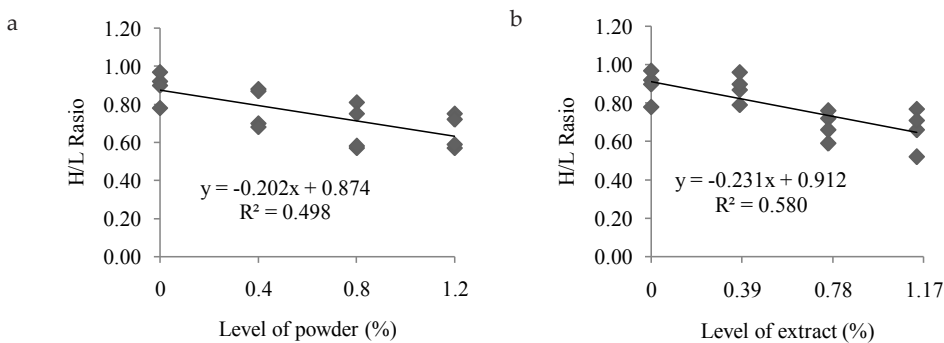 a
1.20
1.00
0.80
0.60
0.40
0.20
0.00
H/L Rasio
y = -0.202x + 0.874
R² = 0.498
0 0.4 0.8 1.2
Level of powder (%)
b
1.20
1.00
0.80
0.60
0.40
0.20
0.00
H/L Rasio
y = -0.231x + 0.912
R² = 0.580
0 0.39 0.78 1.17
Level of extract (%)